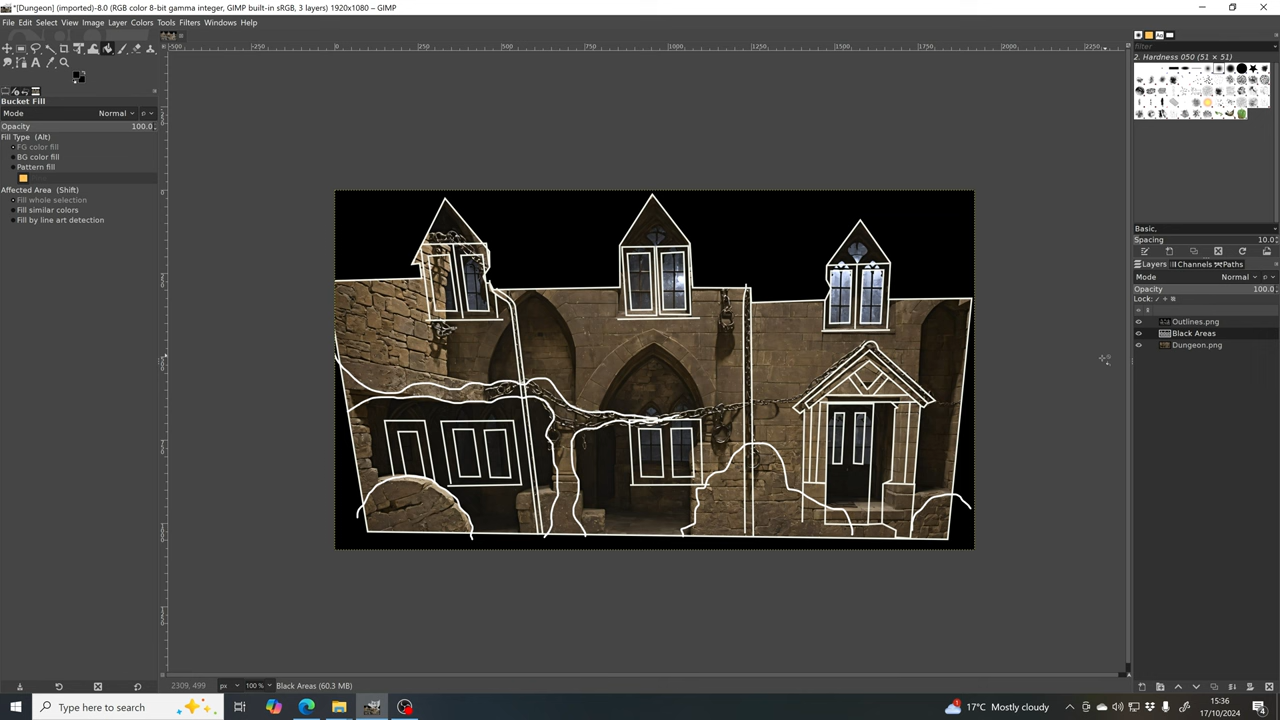 *[Dungeon] (imported)-8.0 (RGB color 8-bit gamma integer, GIMP built-in sRGB, 3 layers) 1920x1080 – GIMP
File Edit Select View Image Layer Colors Tools Filters Windows Help
Bucket Fill
Mode Normal
Opacity 100.0
Fill Type (Alt)
FG color fill
BG color fill
Pattern fill
Affected Area (Shift)
Fill whole selection
Fill similar colors
Fill by line art detection
filter
2. Hardness 050 (51 × 51)
Basic,
Spacing 10.0
Layers Channels Paths
Mode Normal
Opacity 100.0
Lock:
Outlines.png
Black Areas
Dungeon.png
2309, 499 px 100 % Black Areas (60.3 MB)
Type here to search
17°C Mostly cloudy
15:36
17/10/2024